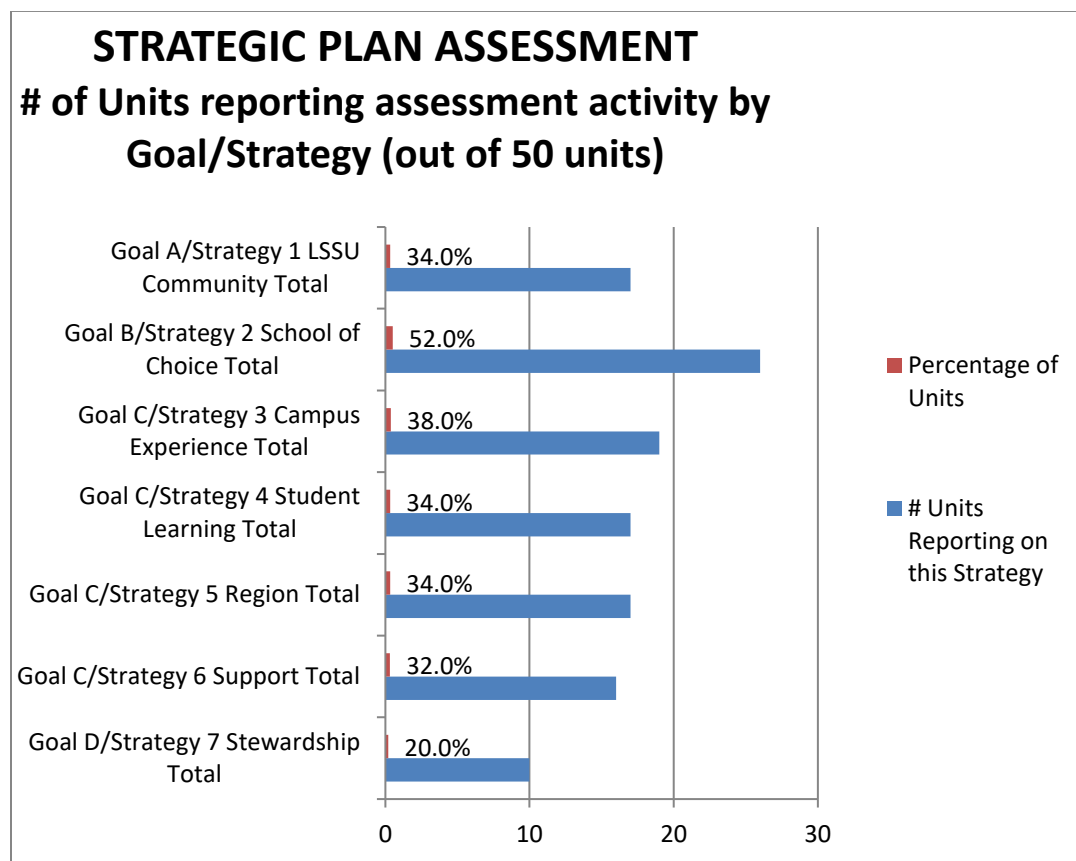 STRATEGIC PLAN ASSESSMENT
# of Units reporting assessment activity by
Goal/Strategy (out of 50 units)
Goal A/Strategy 1 LSSU
Community Total
34.0%
Goal B/Strategy 2 School of
Choice Total
52.0%
Goal C/Strategy 3 Campus
Experience Total
38.0%
Goal C/Strategy 4 Student
Learning Total
34.0%
Goal C/Strategy 5 Region Total
34.0%
Goal C/Strategy 6 Support Total
32.0%
Goal D/Strategy 7 Stewardship
Total
20.0%
0
10
20
30
Percentage of
Units
# Units
Reporting on
this Strategy